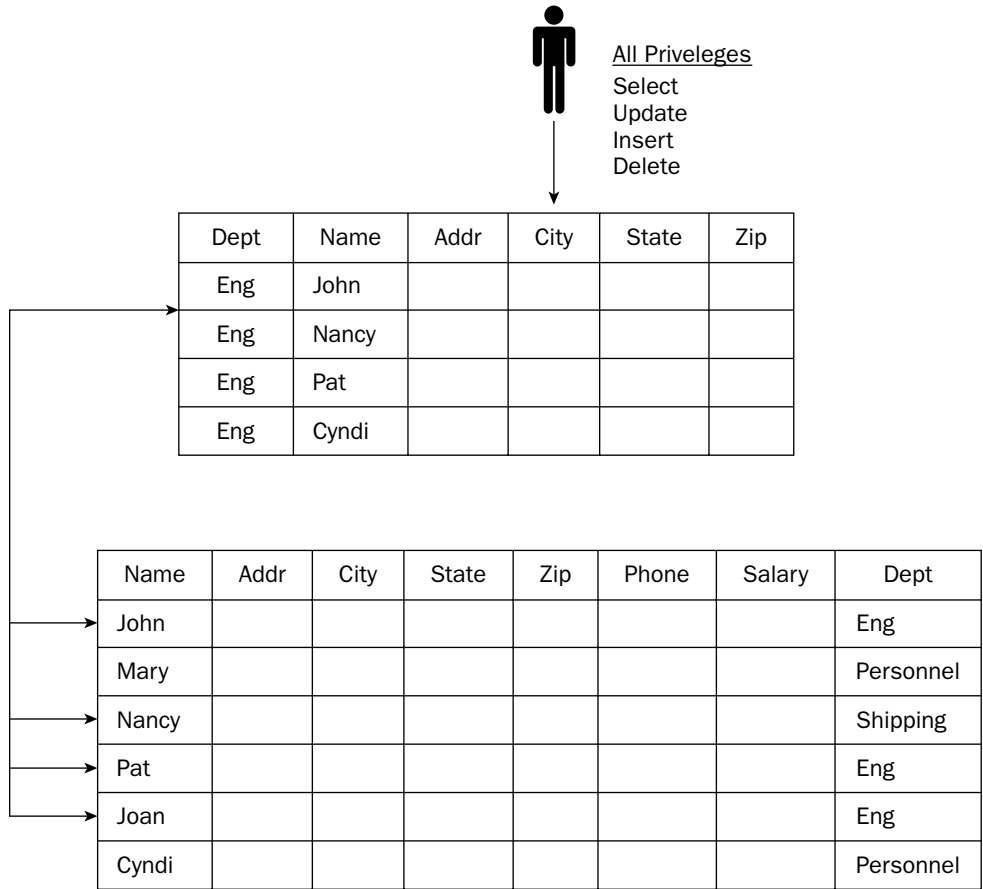 All Priveleges
Select
Update
Insert
Delete
Dept Name Addr City State Zip
Eng John
Eng Nancy
Eng Pat
Eng Cyndi
Name Addr City State Zip Phone Salary Dept
John Eng
Mary Personnel
Nancy Shipping
Pat Eng
Joan Eng
Cyndi Personnel